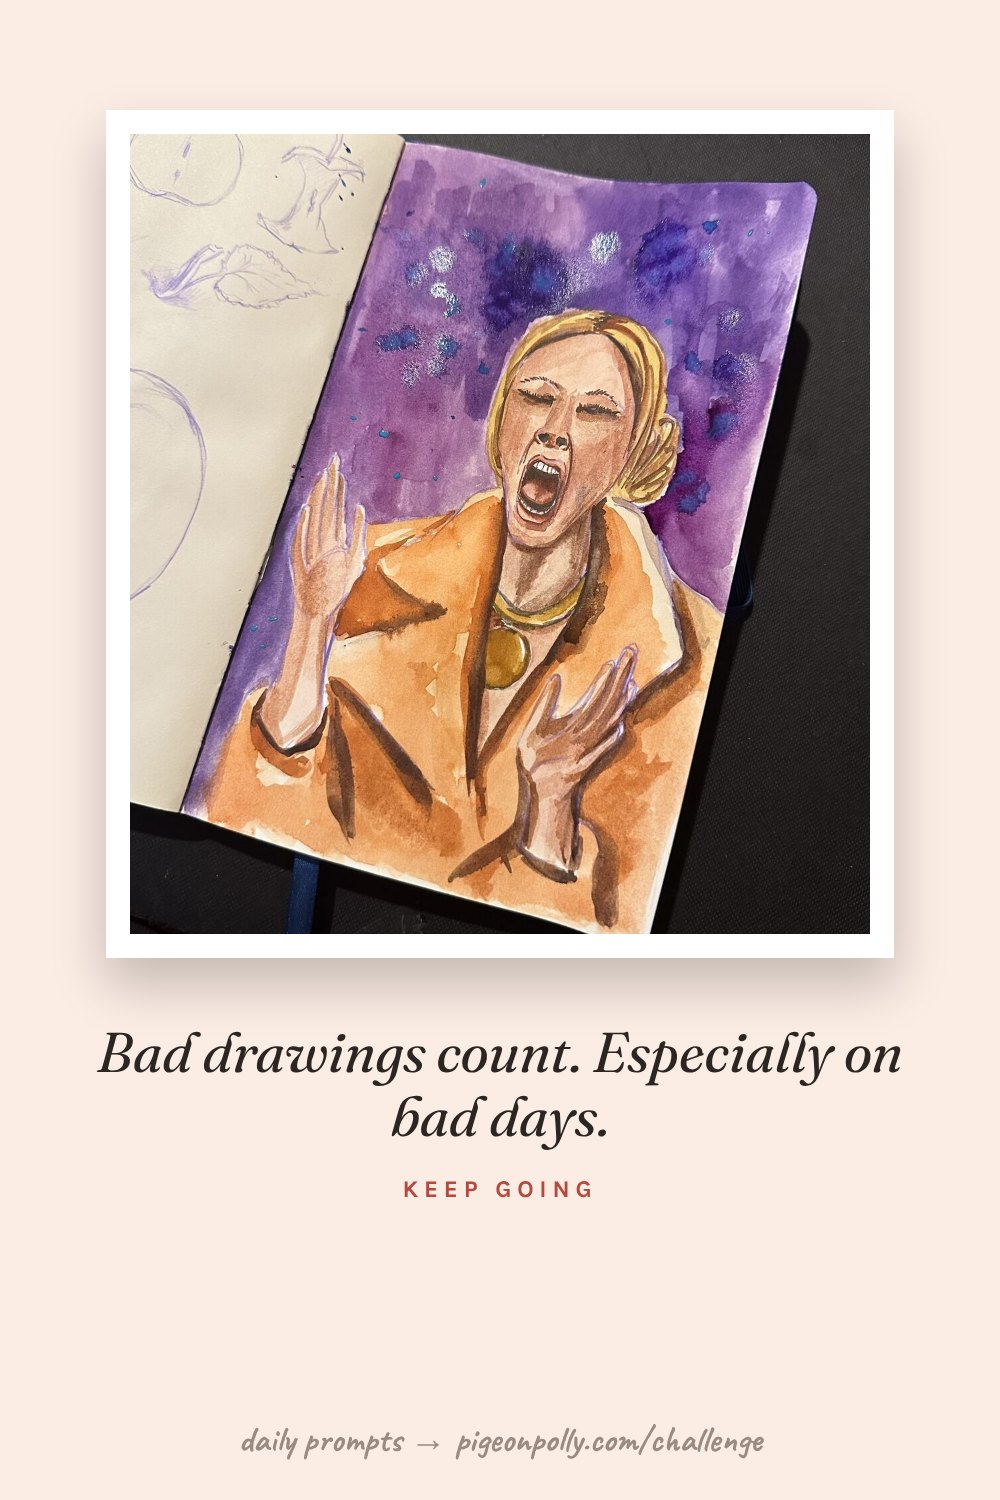 Bad drawings count. Especially on
bad days.
KEEP GOING
daily prompts → pigeonpolly.com/challenge